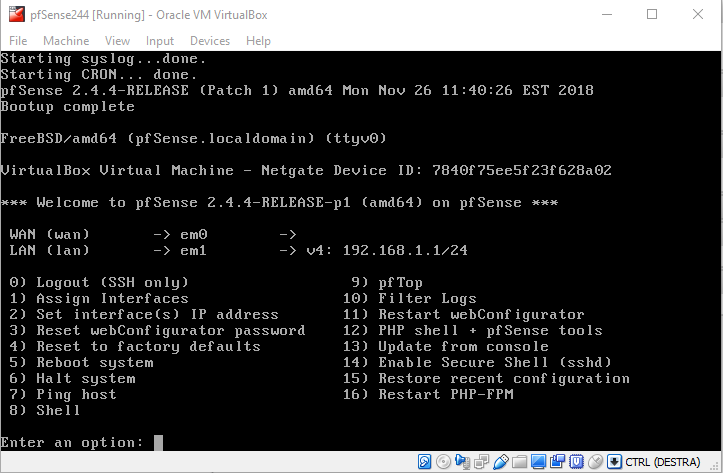 pfSense244 [Running] - Oracle VM VirtualBox
File Machine View Input Devices Help
Starting syslog...done.
Starting CRON... done.
pfSense 2.4.4-RELEASE (Patch 1) amd64 Mon Nov 26 11:40:26 EST 2018
Bootup complete
FreeBSD/amd64 (pfSense.localdomain) (ttyv0)
VirtualBox Virtual Machine - Netgate Device ID: 7840f75ee5f23f628a02
*** Welcome to pfSense 2.4.4-RELEASE-p1 (amd64) on pfSense ***
WAN (wan) -> em0 ->
LAN (lan) -> em1 -> v4: 192.168.1.1/24
0) Logout (SSH only) 9) pfTop
1) Assign Interfaces 10) Filter Logs
2) Set interface(s) IP address 11) Restart webConfigurator
3) Reset webConfigurator password 12) PHP shell + pfSense tools
4) Reset to factory defaults 13) Update from console
5) Reboot system 14) Enable Secure Shell (sshd)
6) Halt system 15) Restore recent configuration
7) Ping host 16) Restart PHP-FPM
8) Shell
Enter an option:
CTRL (DESTRA)